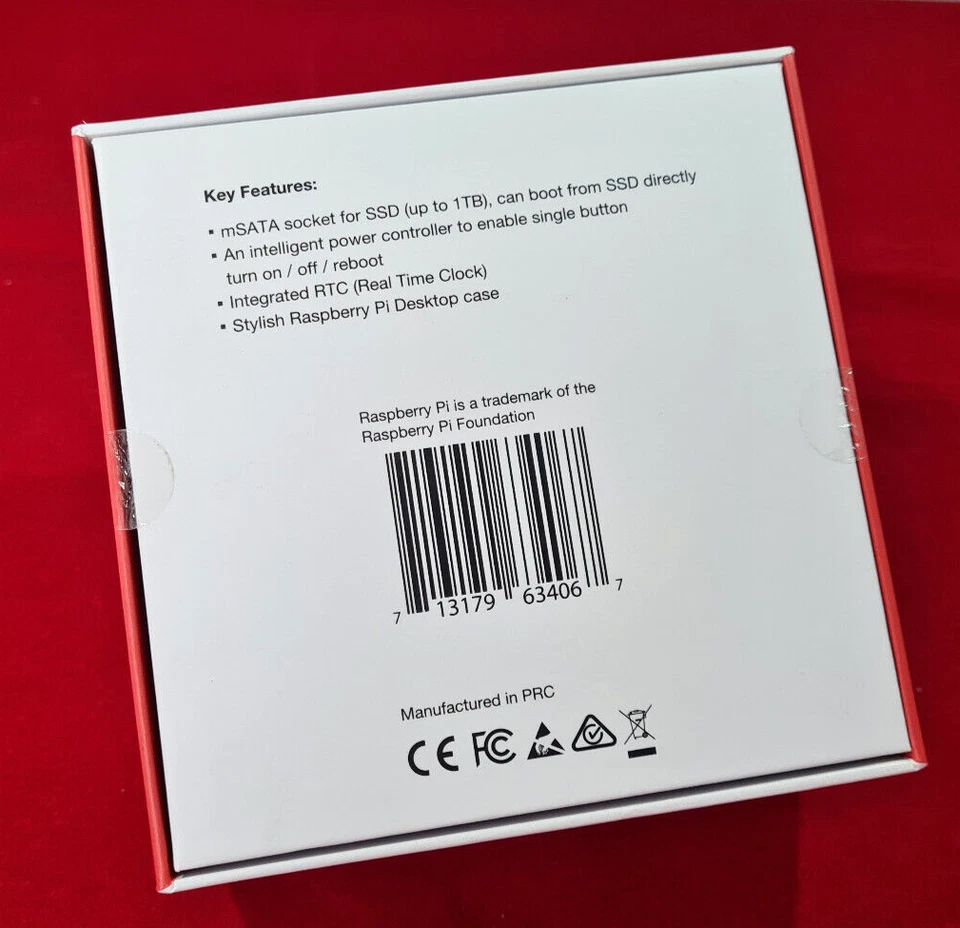 Key Features:
▪ mSATA socket for SSD (up to 1TB), can boot from SSD directly
▪ An intelligent power controller to enable single button
turn on / off / reboot
▪ Integrated RTC (Real Time Clock)
▪ Stylish Raspberry Pi Desktop case
Raspberry Pi is a trademark of the
Raspberry Pi Foundation
7 13179 63406 7
Manufactured in PRC
CE FC